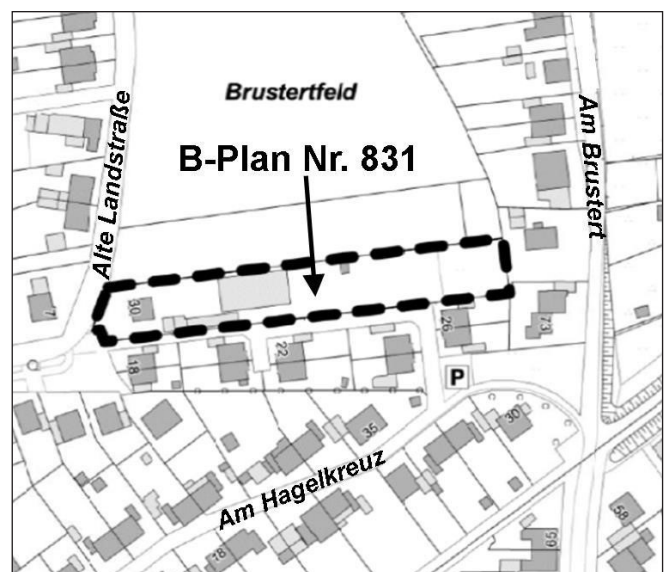 Brustertfeld
B-Plan Nr. 831
Alte Landstraße
Am Brustert
7
30
18
22
26
73
P
35
30
Am Hagelkreuz
18
59
58